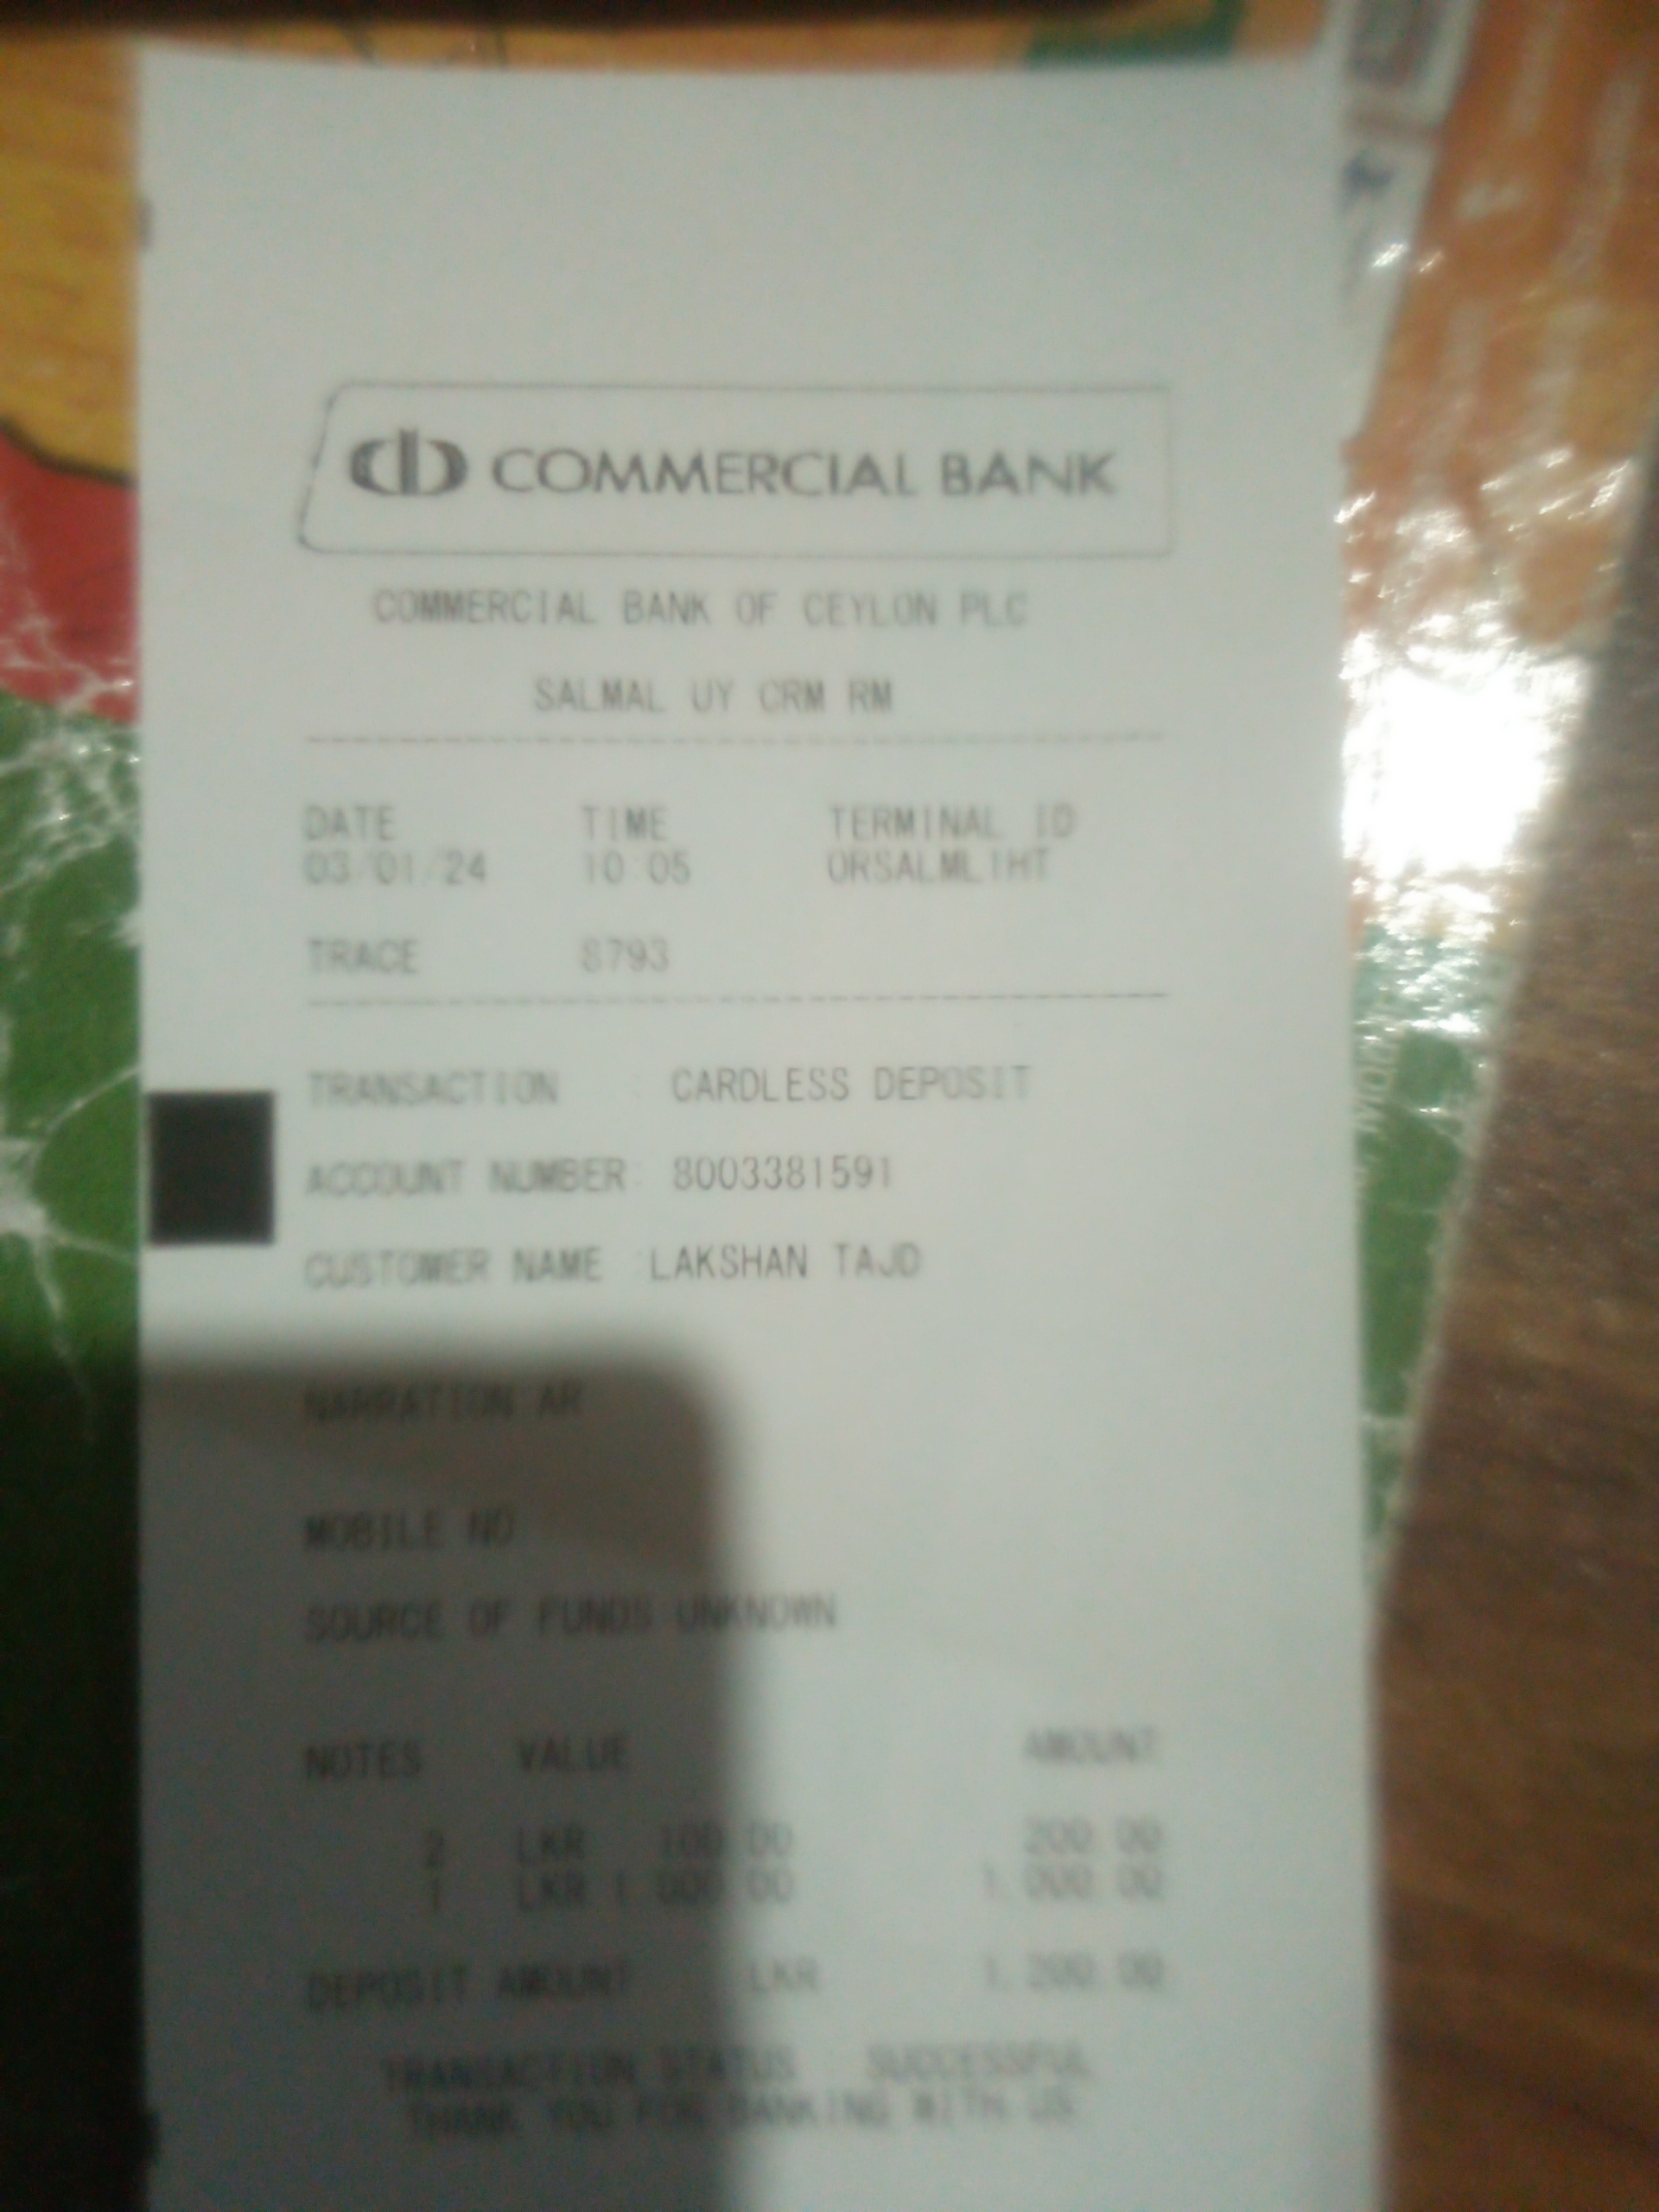 COMMERCIAL BANK
COMMERCIAL BANK OF CEYLON PLC
SALMAL UY CRM RM
DATE TIME TERMINAL ID
03/01/24 10:05 ORSALML1HT
TRACE 8793
TRANSACTION : CARDLESS DEPOSIT
ACCOUNT NUMBER: 8003381591
CUSTOMER NAME :LAKSHAN TAJD
NARRATION:AR
MOBILE NO
SOURCE OF FUNDS UNKNOWN
NOTES VALUE AMOUNT
2 LKR 100.00 200.00
1 LKR 1,000.00 1,000.00
DEPOSIT AMOUNT LKR 1,200.00
TRANSACTION STATUS SUCCESSFUL
THANK YOU FOR BANKING WITH US